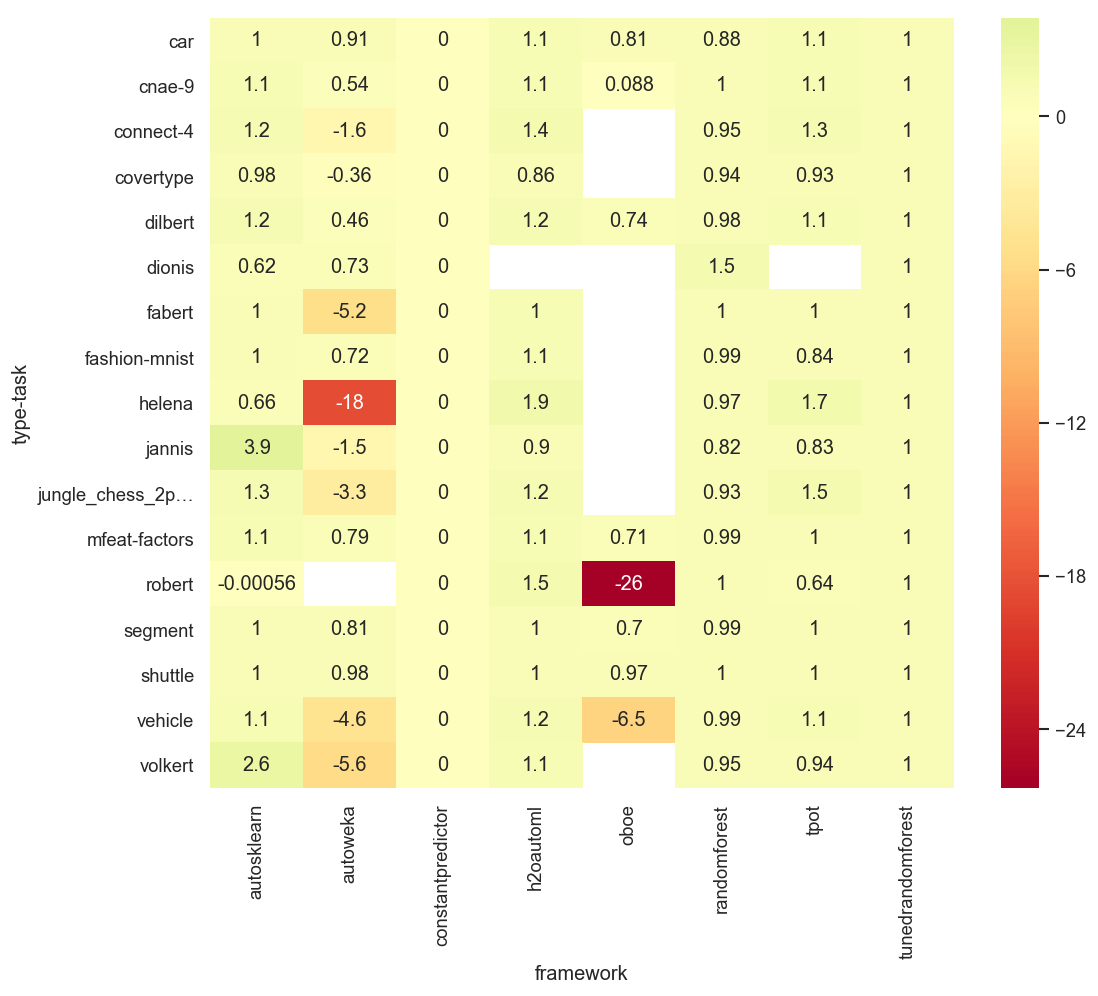 car 1 0.91 0 1.1 0.81 0.88 1.1 1
cnae-9 1.1 0.54 0 1.1 0.088 1 1.1 1
connect-4 1.2 -1.6 0 1.4 0.95 1.3 1
covertype 0.98 -0.36 0 0.86 0.94 0.93 1
dilbert 1.2 0.46 0 1.2 0.74 0.98 1.1 1
dionis 0.62 0.73 0 1.5 1
fabert 1 -5.2 0 1 1 1 1
fashion-mnist 1 0.72 0 1.1 0.99 0.84 1
helena 0.66 -18 0 1.9 0.97 1.7 1
jannis 3.9 -1.5 0 0.9 0.82 0.83 1
jungle_chess_2p… 1.3 -3.3 0 1.2 0.93 1.5 1
mfeat-factors 1.1 0.79 0 1.1 0.71 0.99 1 1
robert -0.00056 0 1.5 -26 1 0.64 1
segment 1 0.81 0 1 0.7 0.99 1 1
shuttle 1 0.98 0 1 0.97 1 1 1
vehicle 1.1 -4.6 0 1.2 -6.5 0.99 1.1 1
volkert 2.6 -5.6 0 1.1 0.95 0.94 1
type-task
autosklearn
autoweka
constantpredictor
h2oautoml
oboe
randomforest
tpot
tunedrandomforest
framework
0
−6
−12
−18
−24